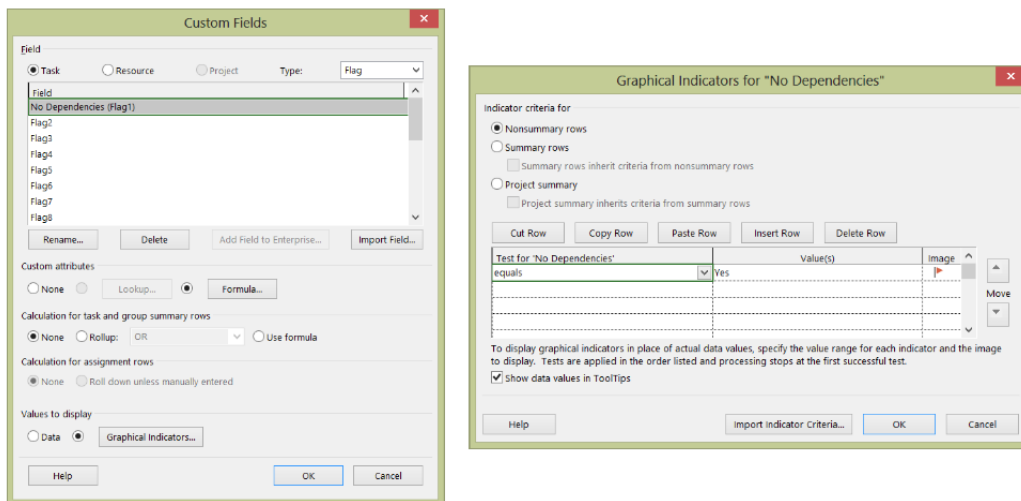 Custom Fields
Field
Task Resource Project Type: Flag
Field
No Dependencies (Flag1)
Flag2
Flag3
Flag4
Flag5
Flag6
Flag7
Flag8
Rename... Delete Add Field to Enterprise... Import Field...
Custom attributes
None Lookup... Formula...
Calculation for task and group summary rows
None Rollup: OR Use formula
Calculation for assignment rows
None Roll down unless manually entered
Values to display
Data Graphical Indicators...
Help OK Cancel
Graphical Indicators for "No Dependencies"
Indicator criteria for
Nonsummary rows
Summary rows
Summary rows inherit criteria from nonsummary rows
Project summary
Project summary inherits criteria from summary rows
Cut Row Copy Row Paste Row Insert Row Delete Row
Test for 'No Dependencies' Value(s) Image
equals Yes
Move
To display graphical indicators in place of actual data values, specify the value range for each indicator and the image
to display. Tests are applied in the order listed and processing stops at the first successful test.
Show data values in ToolTips
Help Import Indicator Criteria... OK Cancel